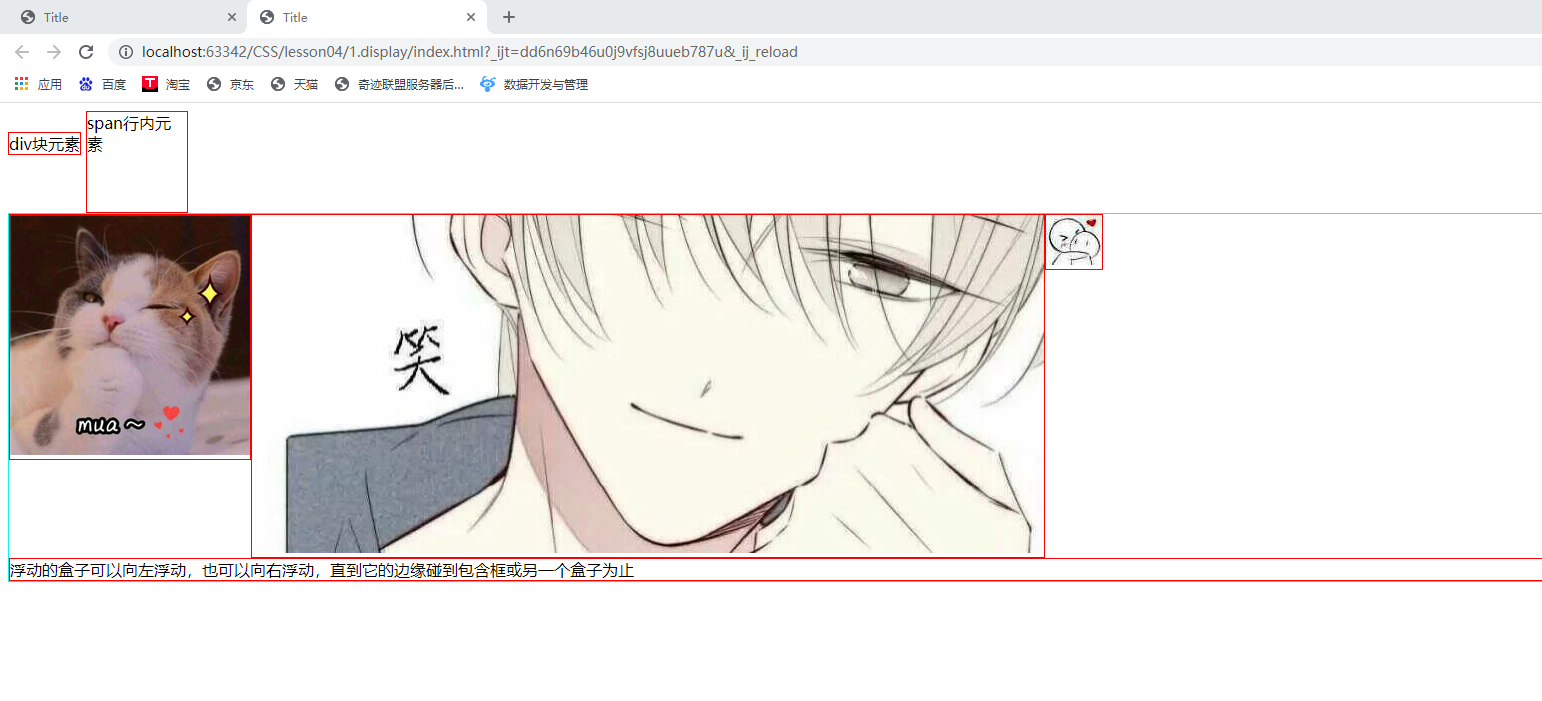 Title
Title
localhost:63342/CSS/lesson04/1.display/index.html?_ijt=dd6n69b46u0j9vfsj8uueb787u&_ij_reload
应用 百度 淘宝 京东 天猫 奇迹联盟服务器后... 数据开发与管理
div块元素
span行内元
素
笑
mua~
浮动的盒子可以向左浮动，也可以向右浮动，直到它的边缘碰到包含框或另一个盒子为止